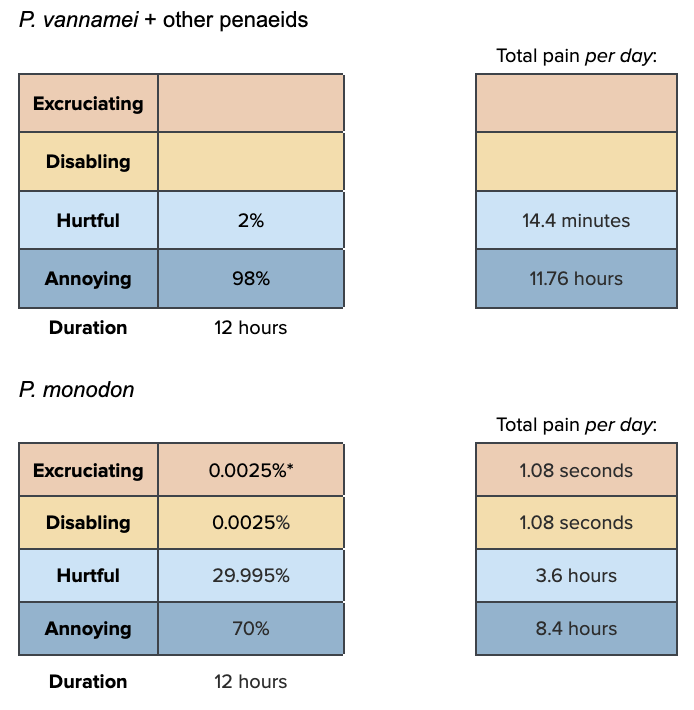 P. vannamei + other penaeids
Total pain per day:
Excruciating
Disabling
Hurtful 2% 14.4 minutes
Annoying 98% 11.76 hours
Duration 12 hours
P. monodon
Total pain per day:
Excruciating 0.0025%* 1.08 seconds
Disabling 0.0025% 1.08 seconds
Hurtful 29.995% 3.6 hours
Annoying 70% 8.4 hours
Duration 12 hours